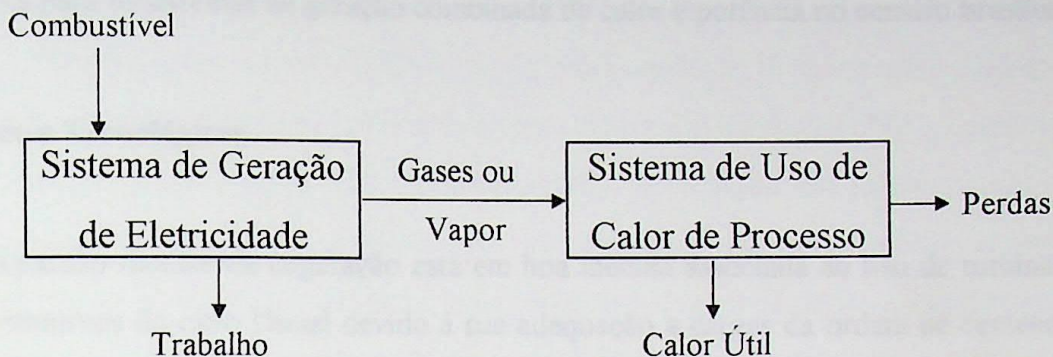 Combustível
Sistema de Geração
de Eletricidade
Gases ou
Vapor
Sistema de Uso de
Calor de Processo
Perdas
Trabalho
Calor Útil